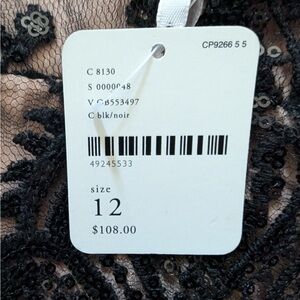 CP9266 5 5
C 8130
S
V
C blk/noir
49245533
size
12
$108.00